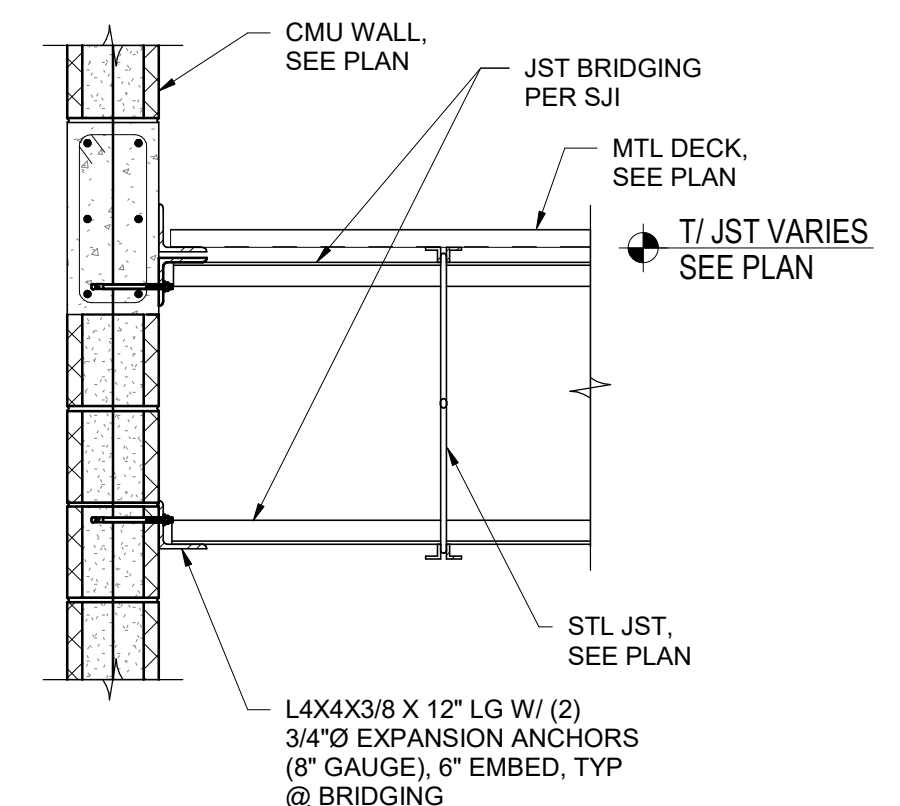 CMU WALL,
SEE PLAN
JST BRIDGING
PER SJI
MTL DECK,
SEE PLAN
T/ JST VARIES
SEE PLAN
STL JST,
SEE PLAN
L4X4X3/8 X 12" LG W/ (2)
3/4"Ø EXPANSION ANCHORS
(8" GAUGE), 6" EMBED, TYP
@ BRIDGING